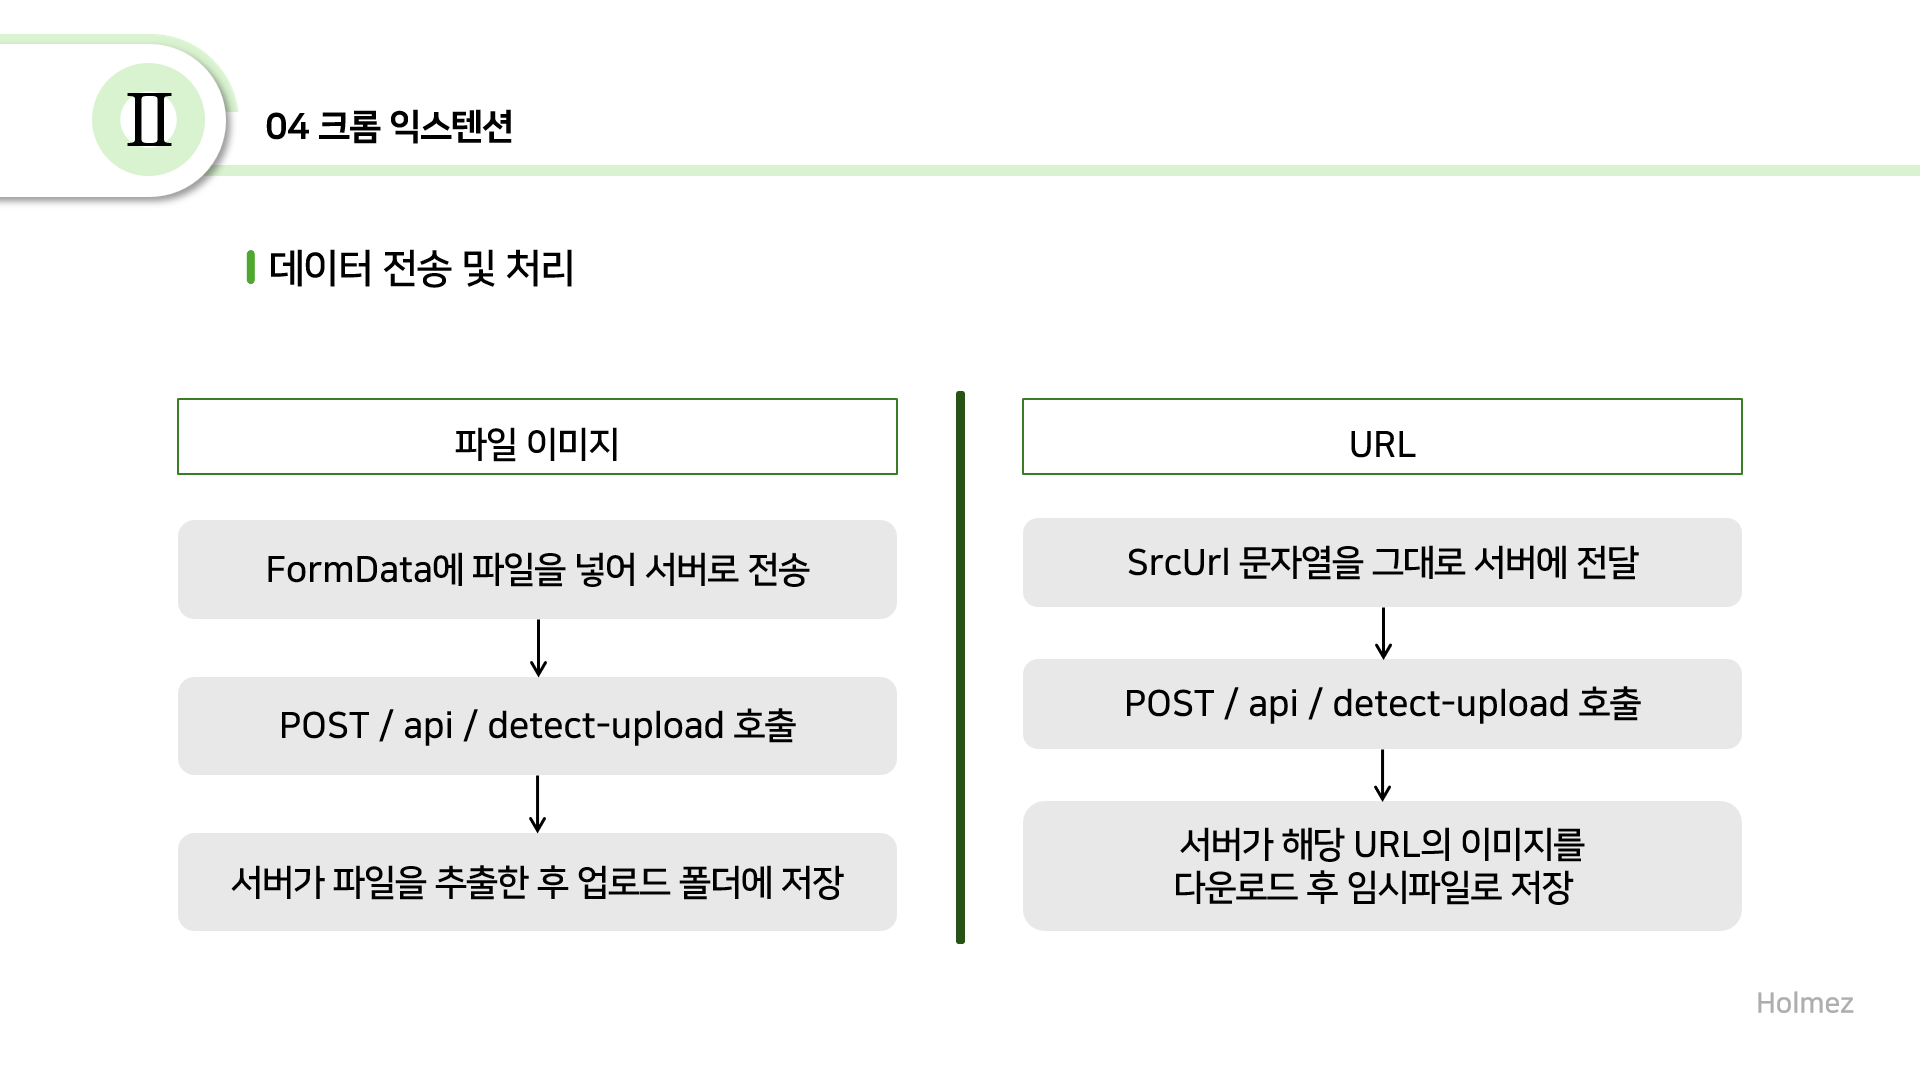 Ⅱ
04 크롬 익스텐션
데이터 전송 및 처리
파일 이미지
FormData에 파일을 넣어 서버로 전송
POST / api / detect-upload 호출
서버가 파일을 추출한 후 업로드 폴더에 저장
URL
SrcUrl 문자열을 그대로 서버에 전달
POST / api / detect-upload 호출
서버가 해당 URL의 이미지를
다운로드 후 임시파일로 저장
Holmez